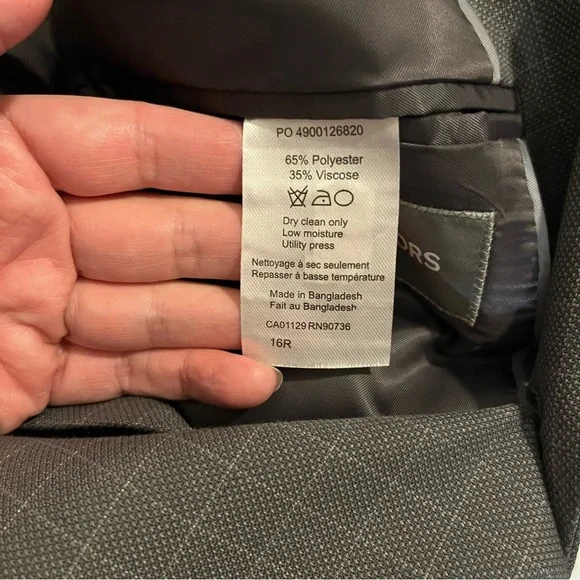 PO 4900126820
65% Polyester
35% Viscose
Dry clean only
Low moisture
Utility press
Nettoyage à sec seulement
Repasser à basse température
Made in Bangladesh
Fait au Bangladesh
CA01129 RN90736
16R
ORS